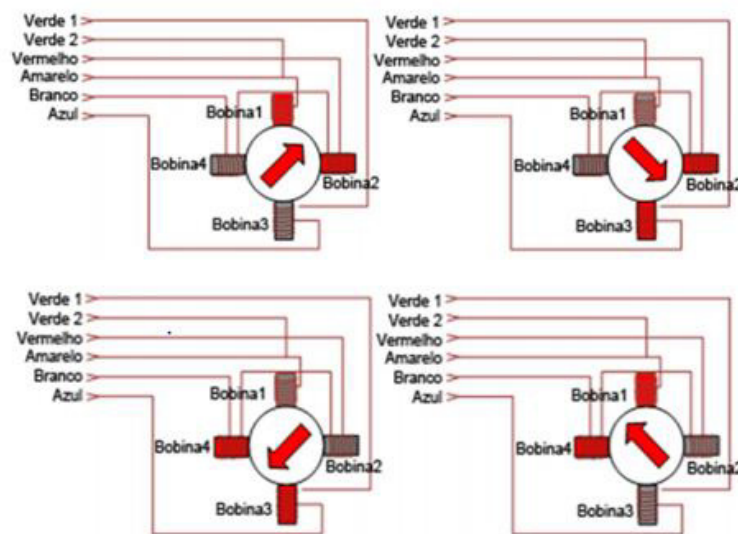 Verde 1
Verde 2
Vermelho
Amarelo
Branco
Azul
Bobina1
Bobina4
Bobina2
Bobina3
Verde 1
Verde 2
Vermelho
Amarelo
Branco
Azul
Bobina1
Bobina4
Bobina2
Bobina3
Verde 1
Verde 2
Vermelho
Amarelo
Branco
Azul
Bobina1
Bobina4
Bobina2
Bobina3
Verde 1
Verde 2
Vermelho
Amarelo
Branco
Azul
Bobina1
Bobina4
Bobina2
Bobina3